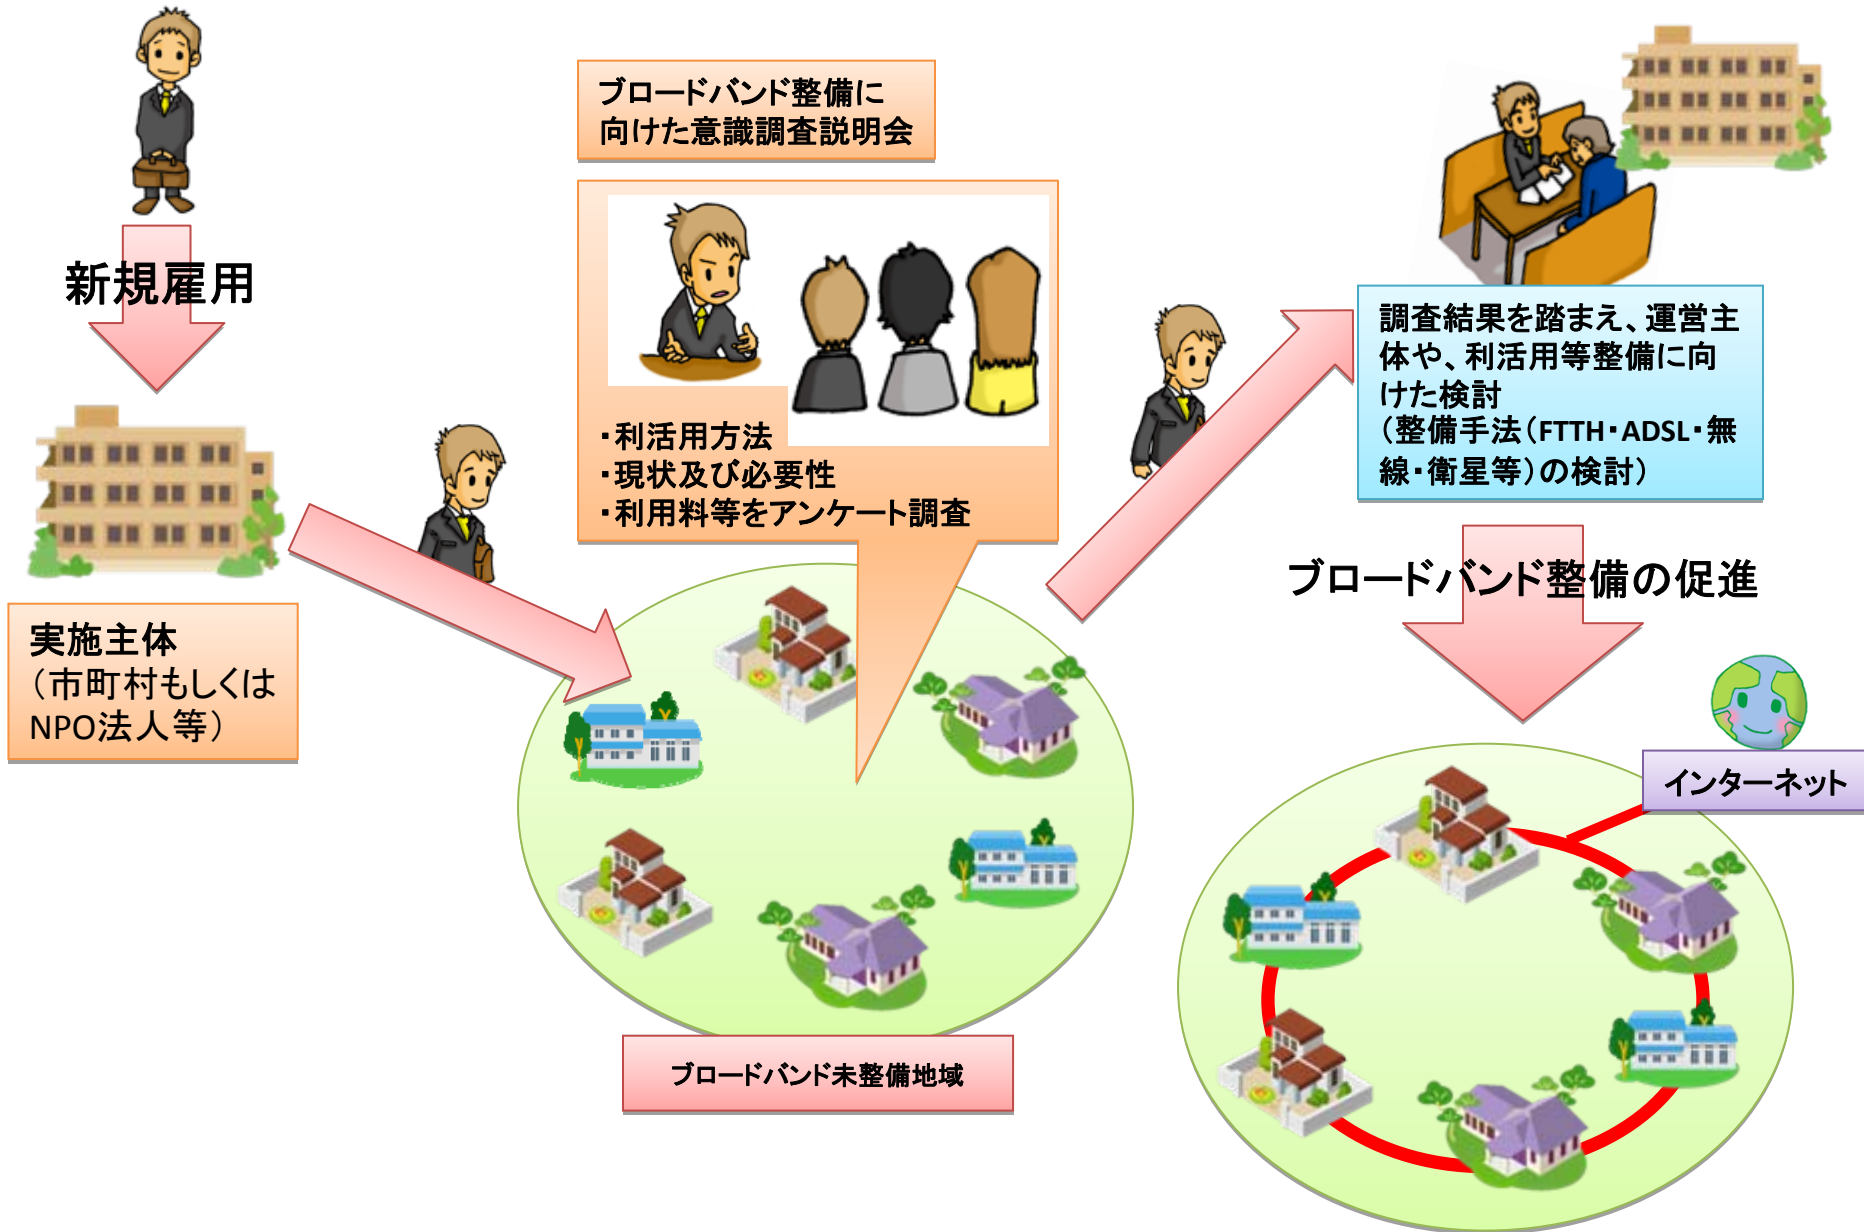 新規雇用
実施主体
（市町村もしくは
NPO法人等）
ブロードバンド整備に
向けた意識調査説明会
・利活用方法
・現状及び必要性
・利用料等をアンケート調査
ブロードバンド未整備地域
調査結果を踏まえ、運営主
体や、利活用等整備に向
けた検討
（整備手法（FTTH・ADSL・無
線・衛星等）の検討）
ブロードバンド整備の促進
インターネット